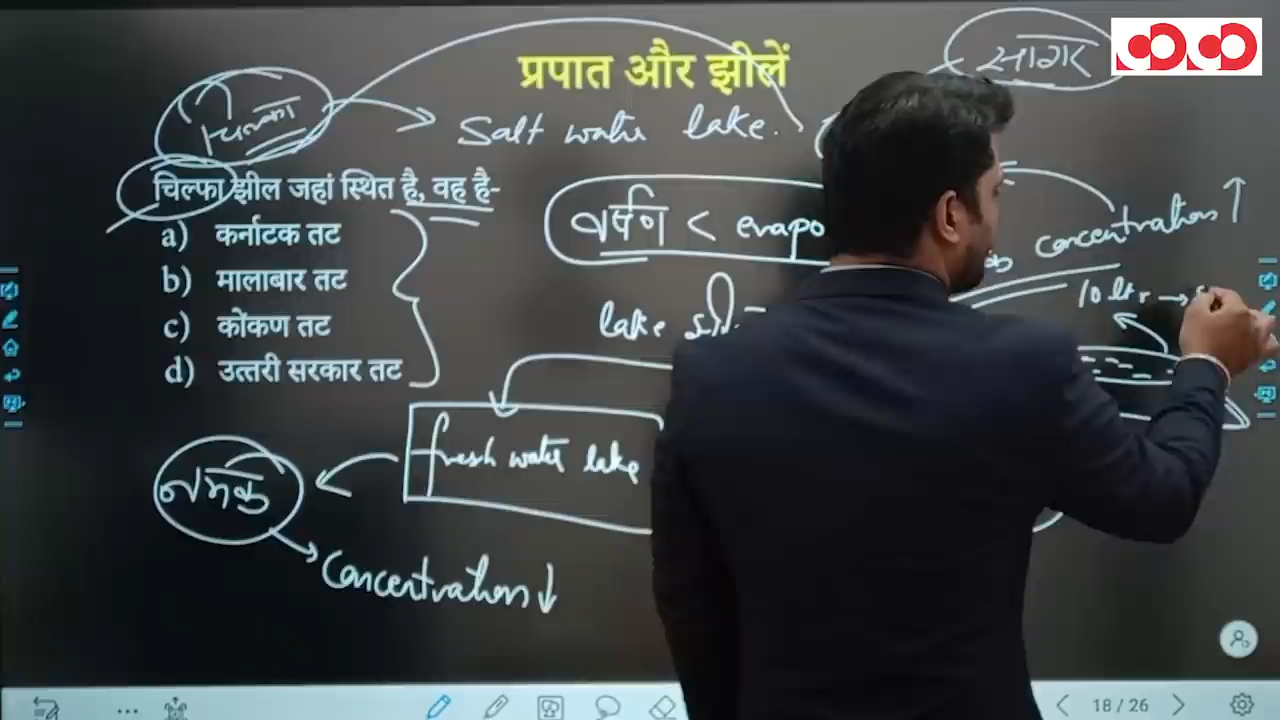 प्रपात और झीलें
सागर
चिल्का
Salt water lake.
चिल्फा झील जहां स्थित है, वह है-
a) कर्नाटक तट
b) मालाबार तट
c) कोंकण तट
d) उत्तरी सरकार तट
वर्षण < evapo
concentration ↑
10 ltr →
lake
fresh water lake
नमक
Concentration ↓
18 / 26